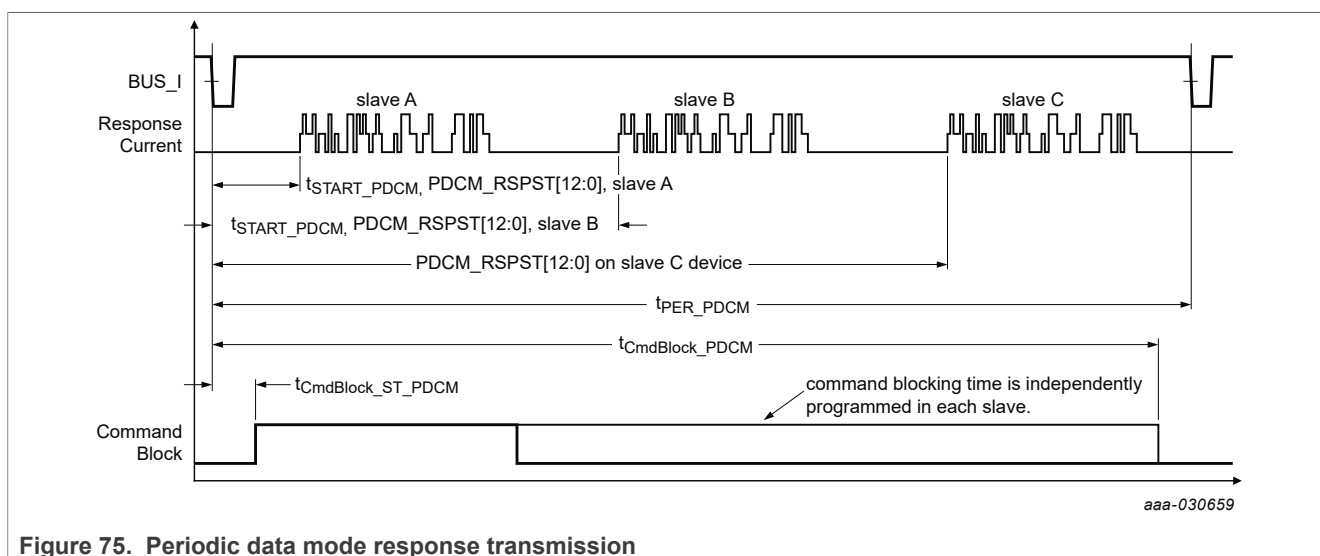 BUS_I
slave A
slave B
slave C
Response
Current
tSTART_PDCM, PDCM_RSPST[12:0], slave A
tSTART_PDCM, PDCM_RSPST[12:0], slave B
PDCM_RSPST[12:0] on slave C device
tPER_PDCM
tCmdBlock_PDCM
tCmdBlock_ST_PDCM
command blocking time is independently
programmed in each slave.
Command
Block
aaa-030659
Figure 75. Periodic data mode response transmission